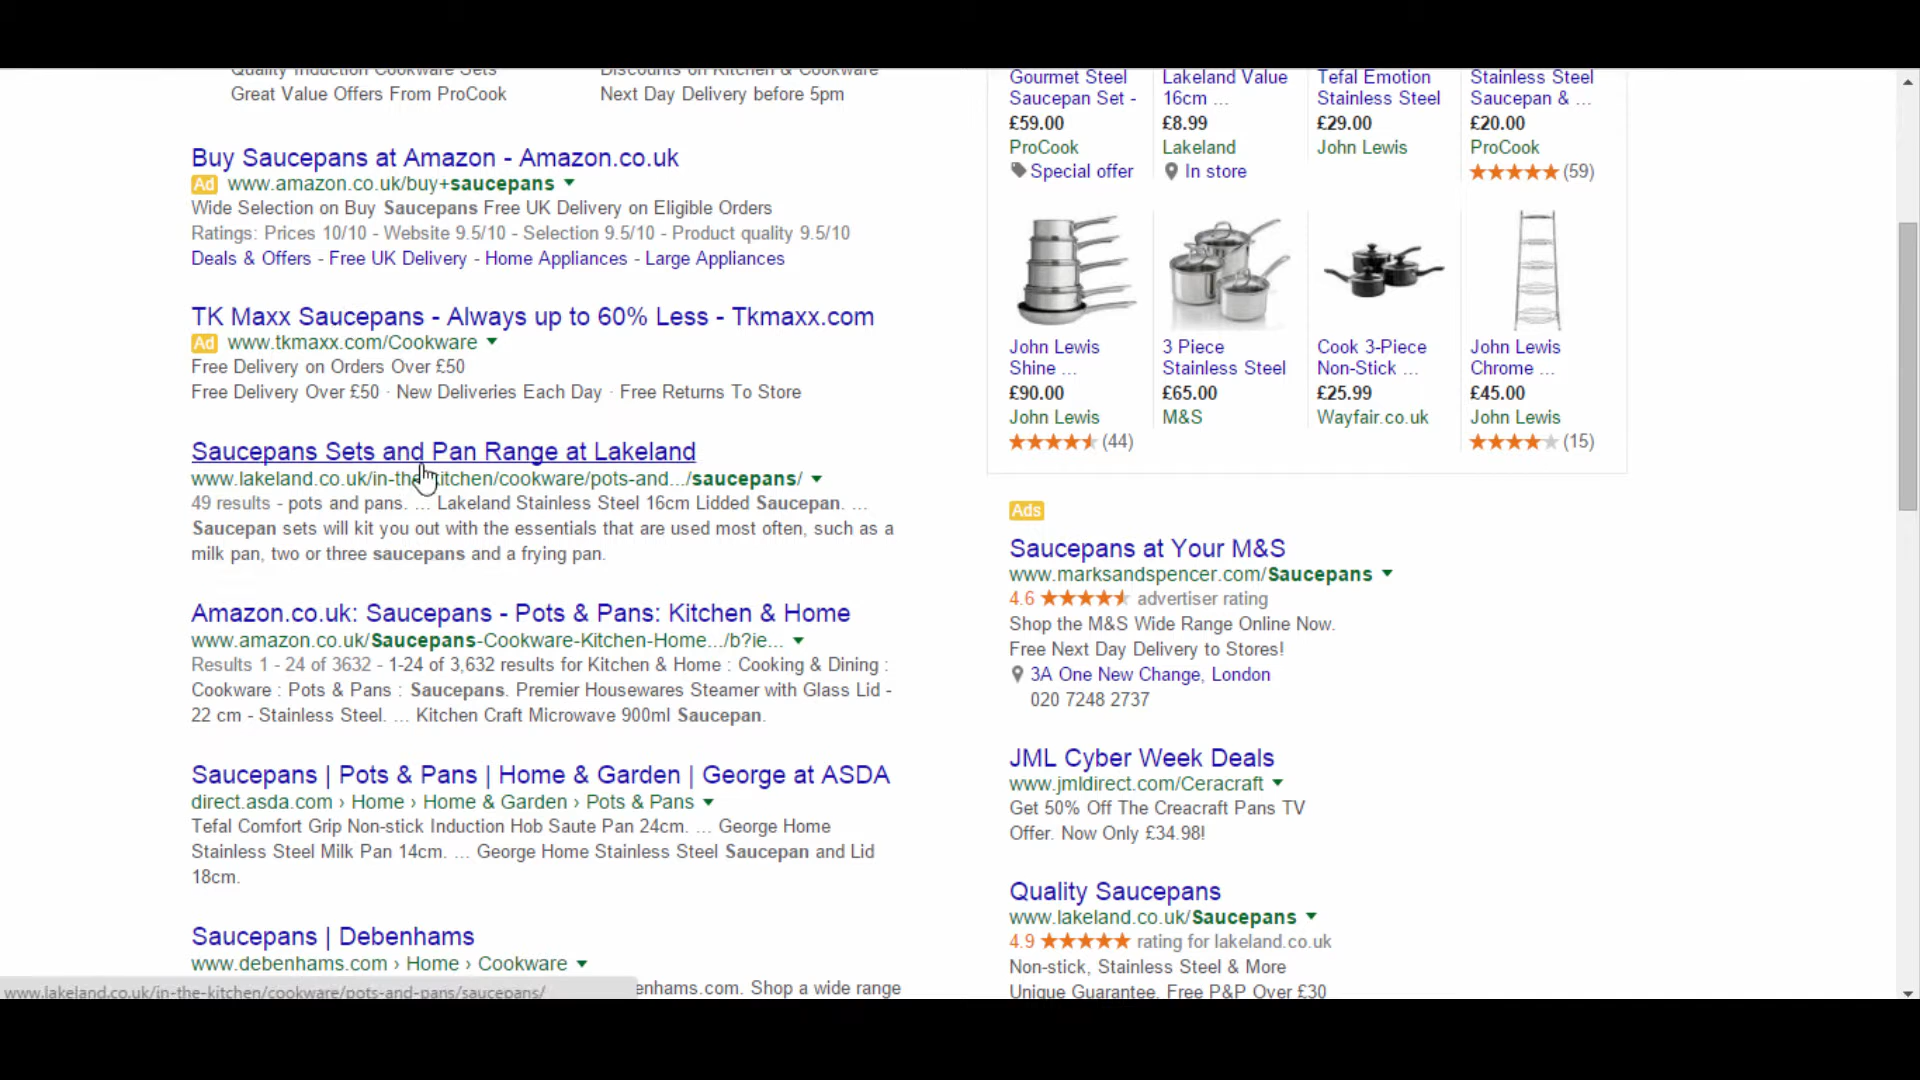 Quality Induction Cookware Sets
Discounts on Kitchen & Cookware
Great Value Offers From ProCook
Next Day Delivery before 5pm
Buy Saucepans at Amazon - Amazon.co.uk
Ad www.amazon.co.uk/buy+saucepans
Wide Selection on Buy Saucepans Free UK Delivery on Eligible Orders
Ratings: Prices 10/10 - Website 9.5/10 - Selection 9.5/10 - Product quality 9.5/10
Deals & Offers - Free UK Delivery - Home Appliances - Large Appliances
TK Maxx Saucepans - Always up to 60% Less - Tkmaxx.com
Ad www.tkmaxx.com/Cookware
Free Delivery on Orders Over £50
Free Delivery Over £50 · New Deliveries Each Day · Free Returns To Store
Saucepans Sets and Pan Range at Lakeland
www.lakeland.co.uk/in-the-kitchen/cookware/pots-and.../saucepans/
49 results - pots and pans. ... Lakeland Stainless Steel 16cm Lidded Saucepan. ...
Saucepan sets will kit you out with the essentials that are used most often, such as a
milk pan, two or three saucepans and a frying pan.
Amazon.co.uk: Saucepans - Pots & Pans: Kitchen & Home
www.amazon.co.uk/Saucepans-Cookware-Kitchen-Home.../b?ie...
Results 1 - 24 of 3632 - 1-24 of 3,632 results for Kitchen & Home : Cooking & Dining :
Cookware : Pots & Pans : Saucepans. Premier Housewares Steamer with Glass Lid -
22 cm - Stainless Steel. ... Kitchen Craft Microwave 900ml Saucepan.
Saucepans | Pots & Pans | Home & Garden | George at ASDA
direct.asda.com › Home › Home & Garden › Pots & Pans
Tefal Comfort Grip Non-stick Induction Hob Saute Pan 24cm. ... George Home
Stainless Steel Milk Pan 14cm. ... George Home Stainless Steel Saucepan and Lid
18cm.
Saucepans | Debenhams
www.debenhams.com › Home › Cookware
enhams.com. Shop a wide range
www.lakeland.co.uk/in-the-kitchen/cookware/pots-and-pans/saucepans/
Gourmet Steel
Saucepan Set -
£59.00
ProCook
Special offer
Lakeland Value
16cm ...
£8.99
Lakeland
In store
Tefal Emotion
Stainless Steel
£29.00
John Lewis
Stainless Steel
Saucepan & ...
£20.00
ProCook
(59)
John Lewis
Shine ...
£90.00
John Lewis
(44)
3 Piece
Stainless Steel
£65.00
M&S
Cook 3-Piece
Non-Stick ...
£25.99
Wayfair.co.uk
John Lewis
Chrome ...
£45.00
John Lewis
(15)
Ads
Saucepans at Your M&S
www.marksandspencer.com/Saucepans
4.6 advertiser rating
Shop the M&S Wide Range Online Now.
Free Next Day Delivery to Stores!
3A One New Change, London
020 7248 2737
JML Cyber Week Deals
www.jmldirect.com/Ceracraft
Get 50% Off The Creacraft Pans TV
Offer. Now Only £34.98!
Quality Saucepans
www.lakeland.co.uk/Saucepans
4.9 rating for lakeland.co.uk
Non-stick, Stainless Steel & More
Unique Guarantee. Free P&P Over £30